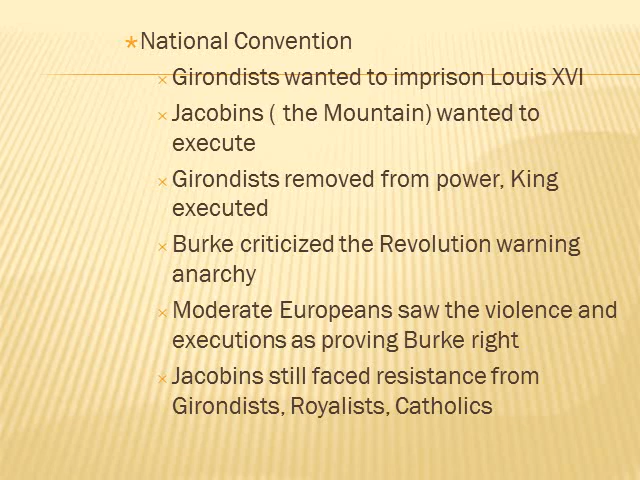 National Convention
Girondists wanted to imprison Louis XVI
Jacobins ( the Mountain) wanted to
execute
Girondists removed from power, King
executed
Burke criticized the Revolution warning
anarchy
Moderate Europeans saw the violence and
executions as proving Burke right
Jacobins still faced resistance from
Girondists, Royalists, Catholics